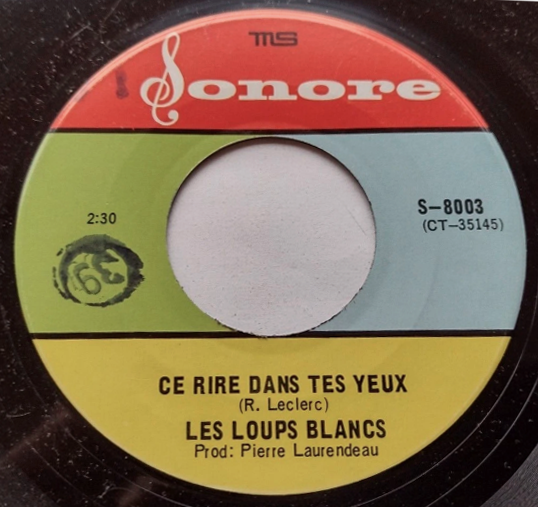 MS
Sonore
2:30
S-8003
(CT-35145)
39
CE RIRE DANS TES YEUX
(R. Leclerc)
LES LOUPS BLANCS
Prod: Pierre Laurendeau